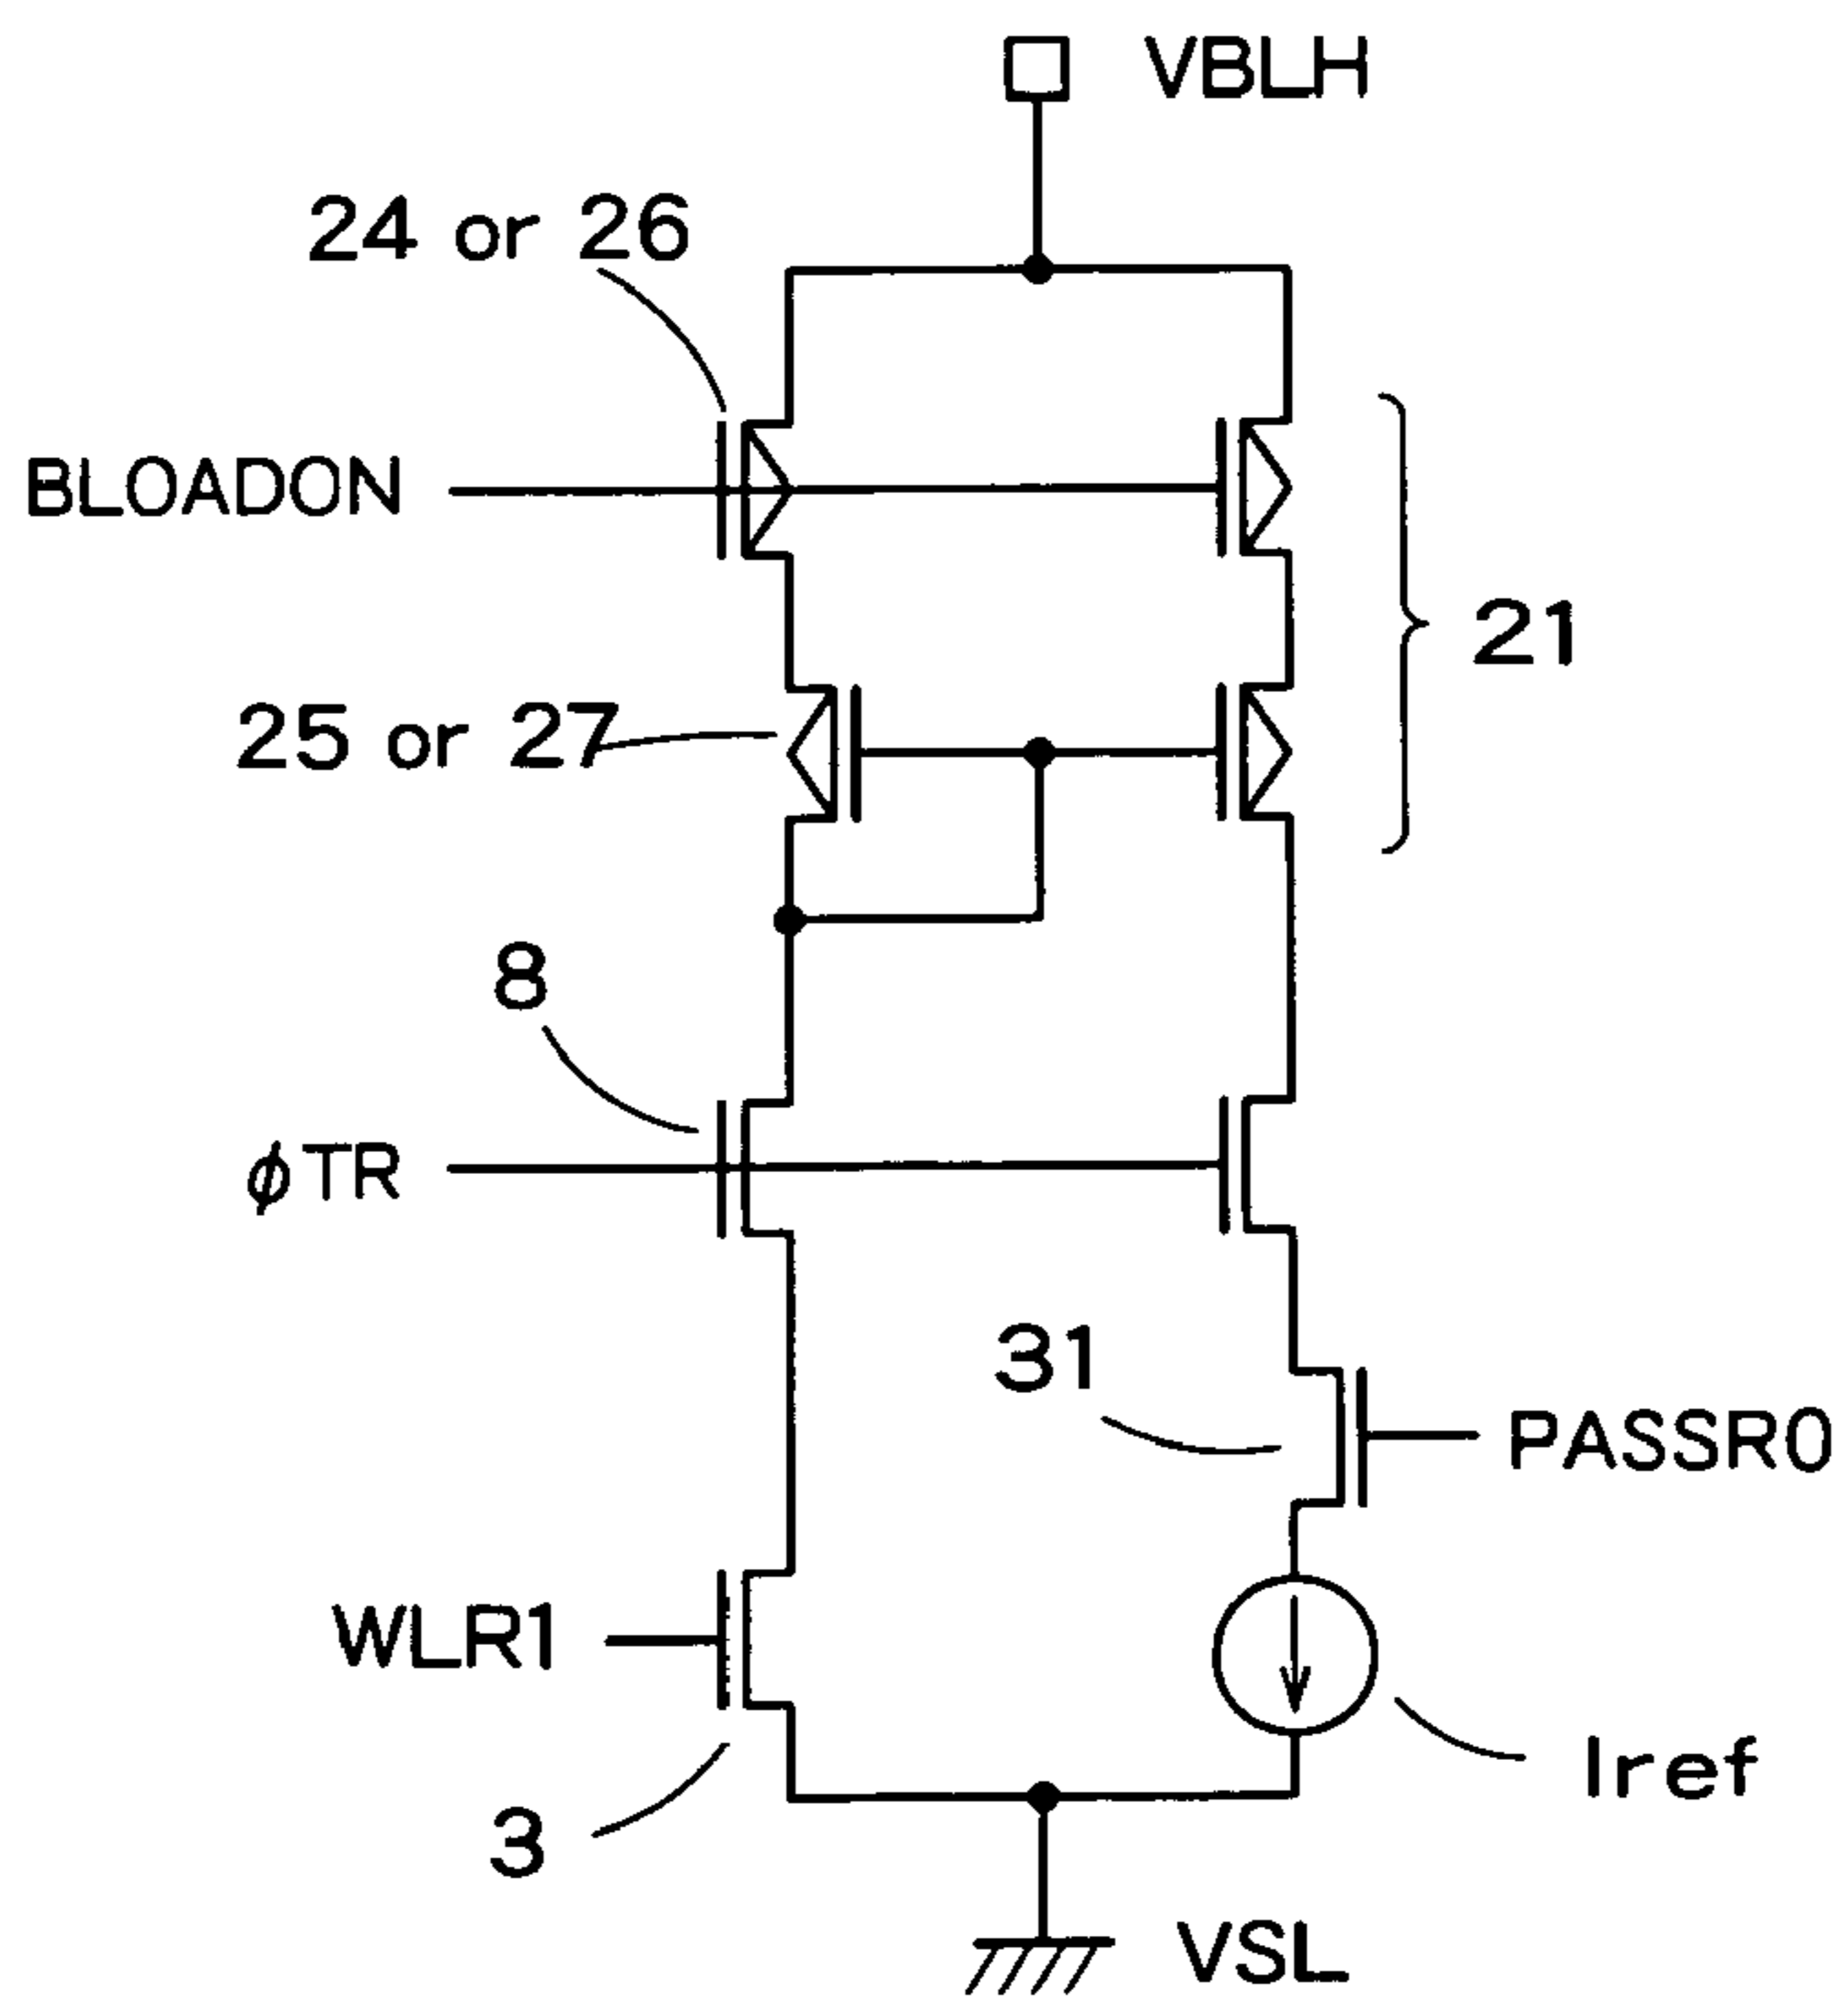 VBLH
24 or 26
BLOADON
21
25 or 27
8
φTR
31
PASSR0
WLR1
Iref
3
VSL